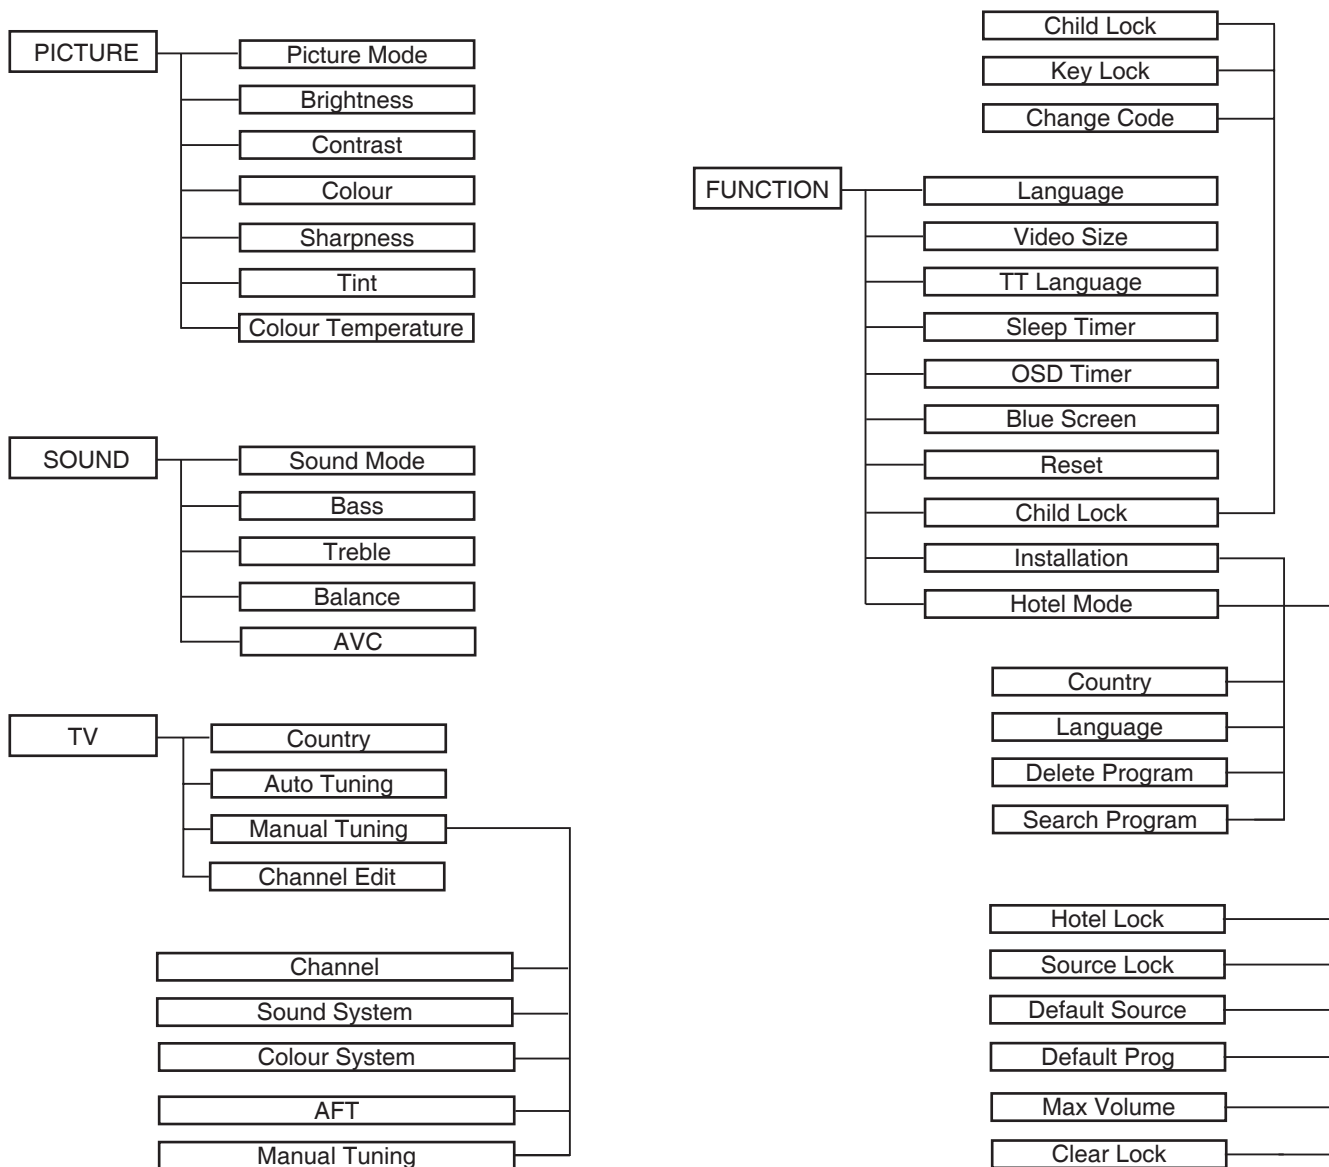 PICTURE
Picture Mode
Brightness
Contrast
Colour
Sharpness
Tint
Colour Temperature
SOUND
Sound Mode
Bass
Treble
Balance
AVC
TV
Country
Auto Tuning
Manual Tuning
Channel Edit
Channel
Sound System
Colour System
AFT
Manual Tuning
Child Lock
Key Lock
Change Code
FUNCTION
Language
Video Size
TT Language
Sleep Timer
OSD Timer
Blue Screen
Reset
Child Lock
Installation
Hotel Mode
Country
Language
Delete Program
Search Program
Hotel Lock
Source Lock
Default Source
Default Prog
Max Volume
Clear Lock